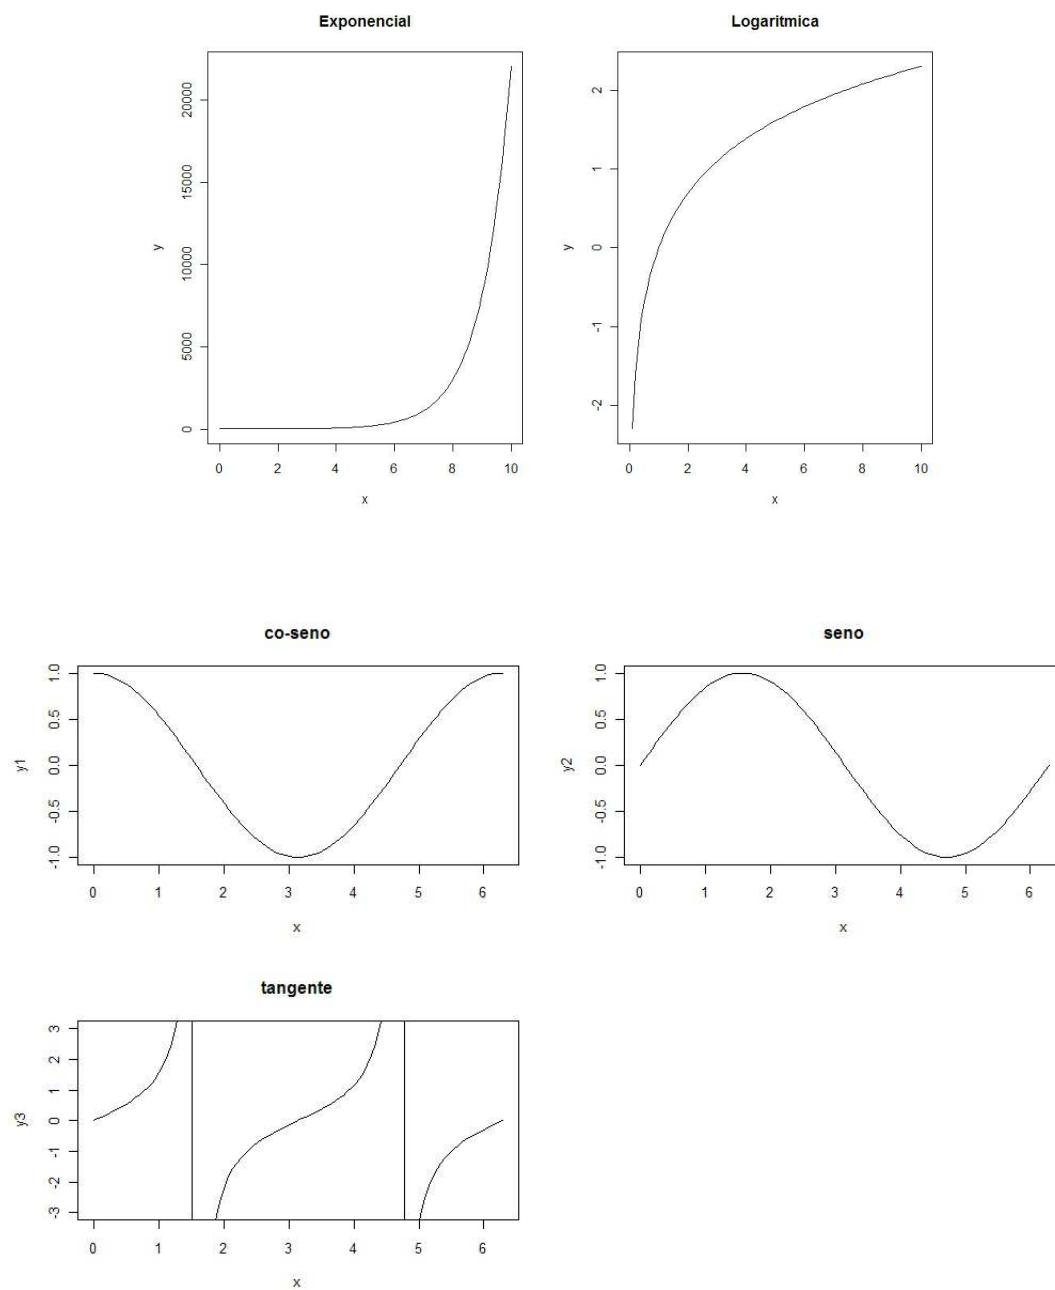 Exponencial
20000
15000
10000
5000
0
y
0 2 4 6 8 10
x
Logaritmica
2
1
0
-1
-2
y
0 2 4 6 8 10
x
co-seno
1.0
0.5
0.0
-0.5
-1.0
y1
0 1 2 3 4 5 6
x
seno
1.0
0.5
0.0
-0.5
-1.0
y2
0 1 2 3 4 5 6
x
tangente
3
2
1
0
-1
-2
-3
y3
0 1 2 3 4 5 6
x